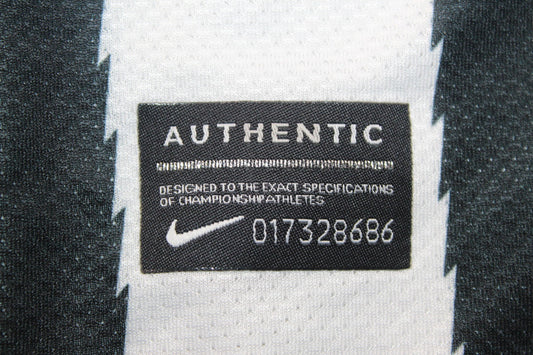 AUTHENTIC
DESIGNED TO THE EXACT SPECIFICATIONS
OF CHAMPIONSHIP ATHLETES
017328686